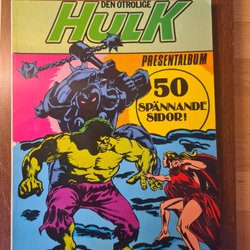 DEN OTROLIGE
HULK
PRESENTALBUM
50
SPÄNNANDE
SIDOR!